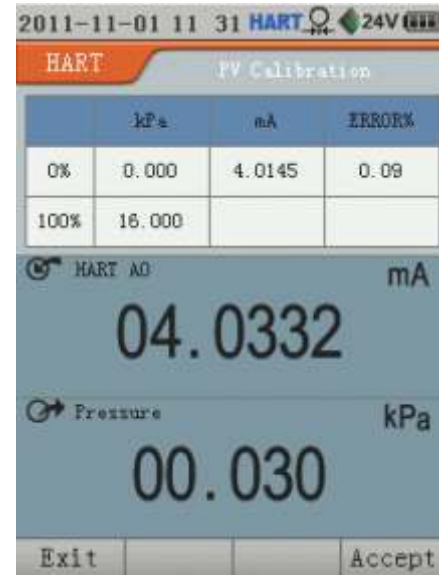 2011-11-01 11 31 HART 24V
HART PV Calibration
kPa mA ERROR%
0% 0.000 4.0145 0.09
100% 16.000
HART AO mA
04.0332
Pressure kPa
00.030
Exit Accept